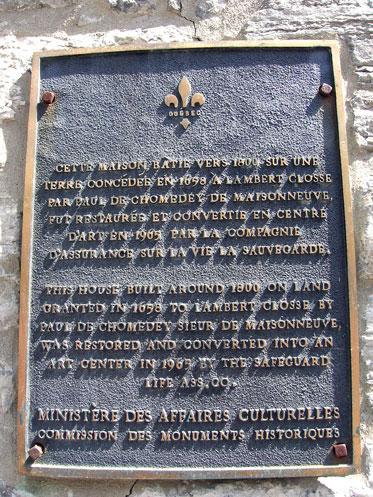 QUÉBEC
CETTE MAISON, BATIE VERS 1800 SUR UNE
TERRE CONCÉDÉE EN 1658 A LAMBERT CLOSSE
PAR PAUL DE CHOMEDEY DE MAISONNEUVE,
FUT RESTAURÉE ET CONVERTIE EN CENTRE
D'ART EN 1965 PAR LA COMPAGNIE
D'ASSURANCE SUR LA VIE LA SAUVEGARDE.
THIS HOUSE, BUILT AROUND 1800 ON LAND
GRANTED IN 1658 TO LAMBERT CLOSSE BY
PAUL DE CHOMEDEY SIEUR DE MAISONNEUVE,
WAS RESTORED AND CONVERTED INTO AN
ART CENTER IN 1965 BY THE SAFEGUARD
LIFE ASS. CO.
MINISTÈRE DES AFFAIRES CULTURELLES
COMMISSION DES MONUMENTS HISTORIQUES